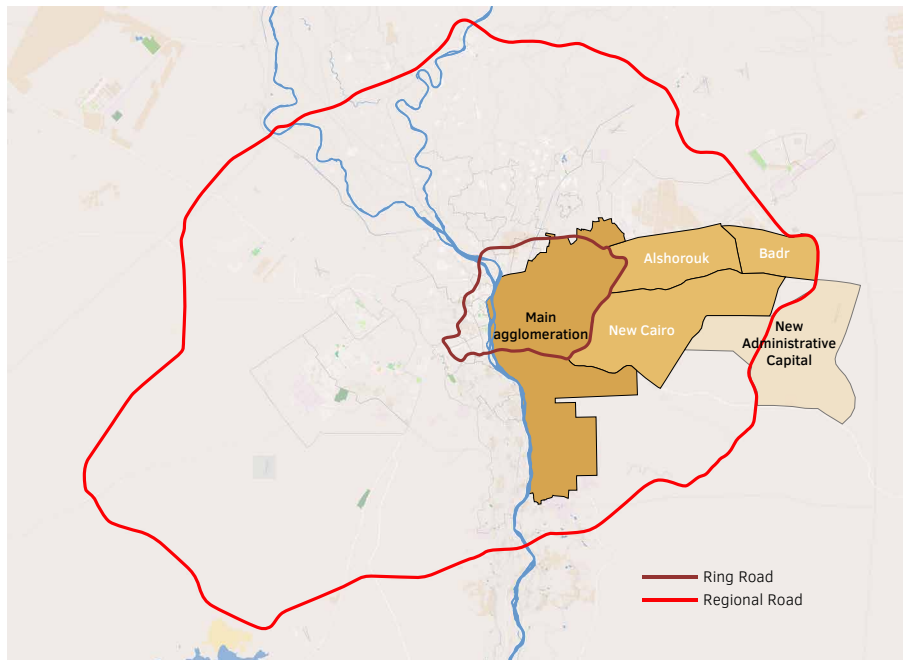 Alshorouk
Badr
Main
agglomeration
New Cairo
New
Administrative
Capital
Ring Road
Regional Road